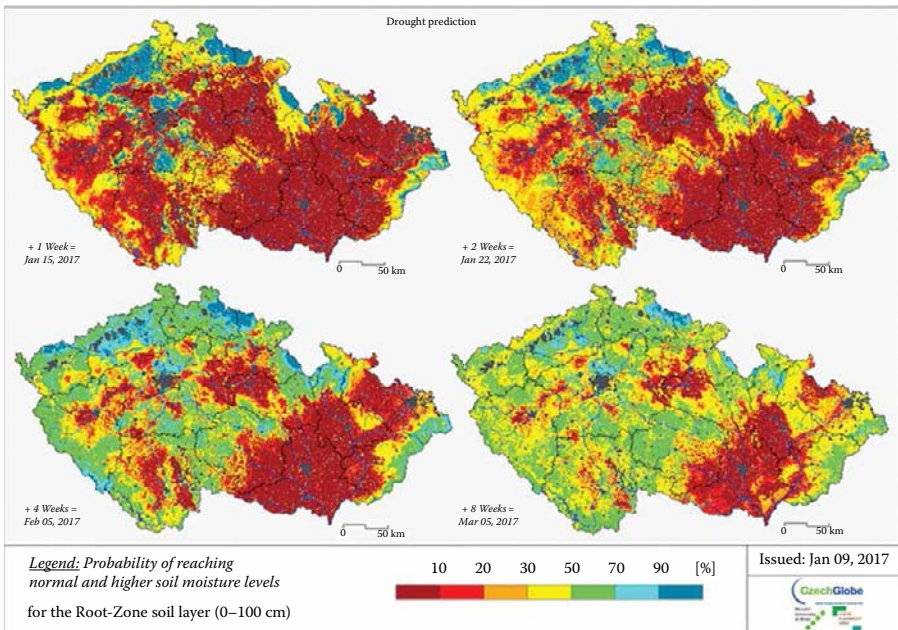 Drought prediction
+ 1 Week =
Jan 15, 2017
0 50 km
+ 2 Weeks =
Jan 22, 2017
0 50 km
+ 4 Weeks =
Feb 05, 2017
0 50 km
+ 8 Weeks =
Mar 05, 2017
0 50 km
Legend: Probability of reaching
normal and higher soil moisture levels
for the Root-Zone soil layer (0–100 cm)
10 20 30 50 70 90 [%]
Issued: Jan 09, 2017
CzechGlobe